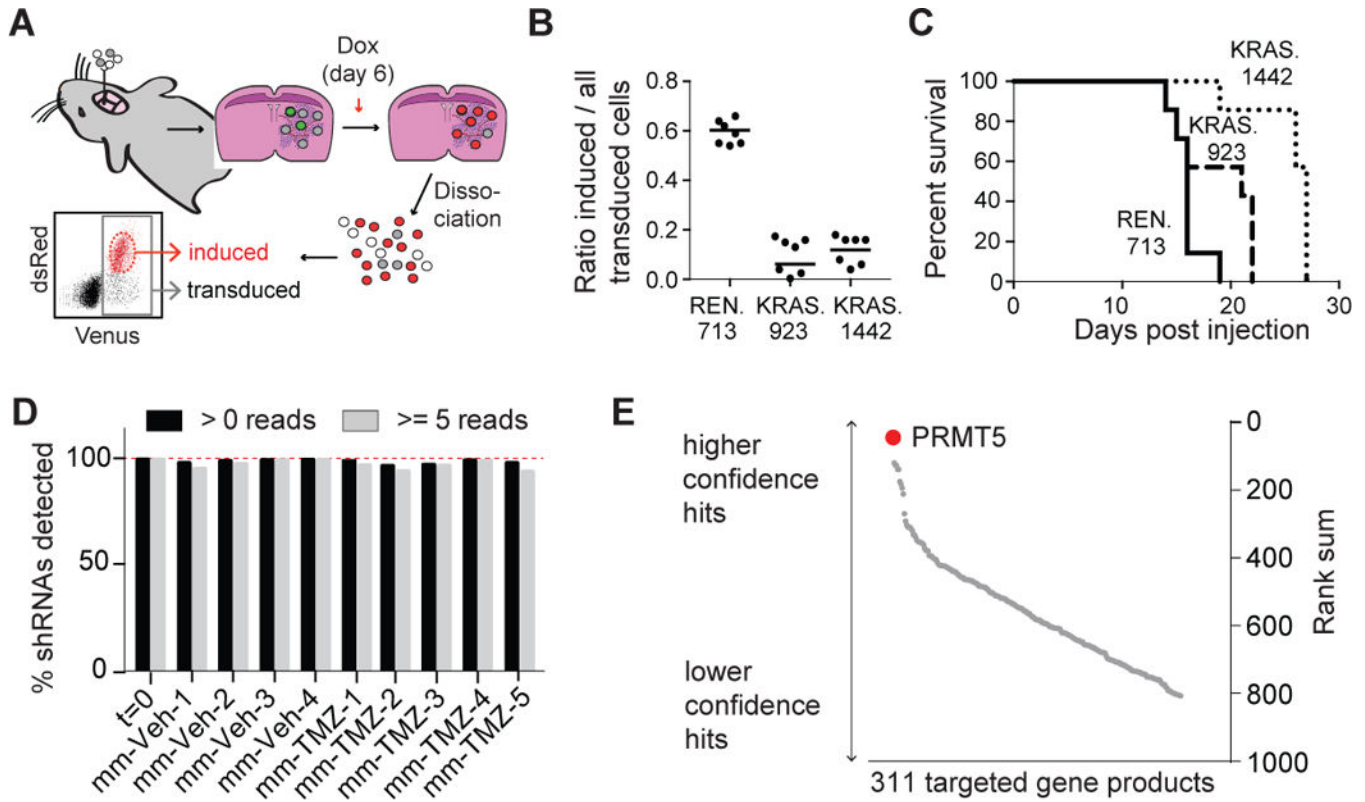 A
Dox
(day 6)
Disso-
ciation
dsRed
induced
transduced
Venus
B
Ratio induced / all
transduced cells
0.8
0.6
0.4
0.2
0.0
REN.
713
KRAS.
923
KRAS.
1442
C
Percent survival
100
80
60
40
20
0
KRAS.
1442
KRAS.
923
REN.
713
0
10
20
30
Days post injection
D
> 0 reads
>= 5 reads
% shRNAs detected
100
50
0
t=0
mm-Veh-1
mm-Veh-2
mm-Veh-3
mm-Veh-4
mm-TMZ-1
mm-TMZ-2
mm-TMZ-3
mm-TMZ-4
mm-TMZ-5
E
higher
confidence
hits
PRMT5
lower
confidence
hits
0
200
400
600
800
1000
Rank sum
311 targeted gene products